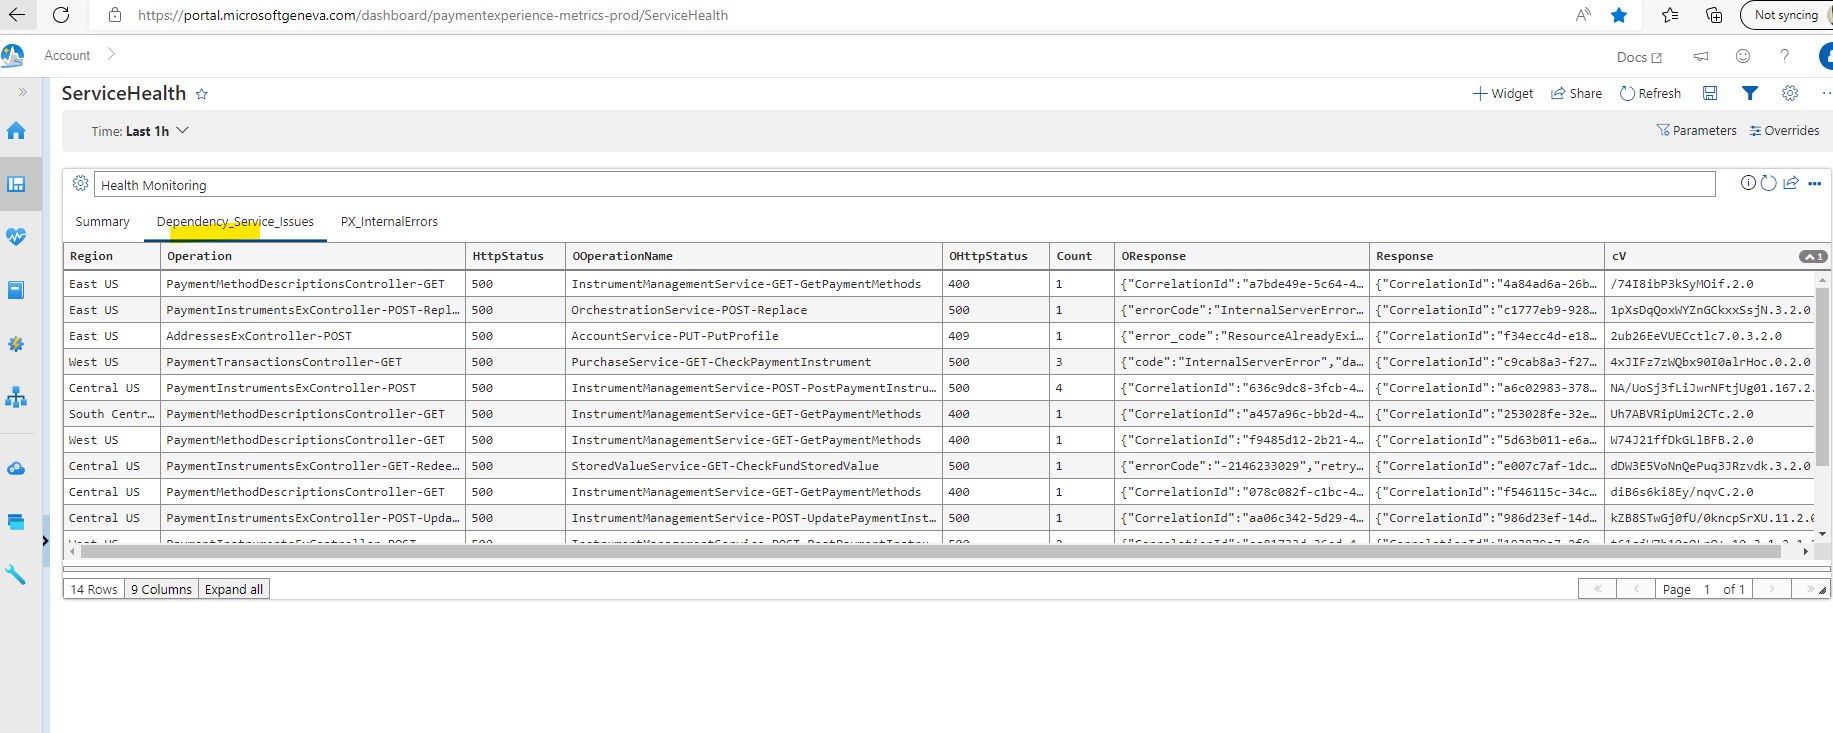 https://portal.microsoftgeneva.com/dashboard/paymentexperience-metrics-prod/ServiceHealth
Not syncing
Account
Docs
ServiceHealth
Widget Share Refresh
Time: Last 1h
Parameters Overrides
Health Monitoring
Summary Dependency_Service_Issues PX_InternalErrors
Region Operation HttpStatus OOperationName OHttpStatus Count OResponse Response cV 1
East US PaymentMethodDescriptionsController-GET 500 InstrumentManagementService-GET-GetPaymentMethods 400 1 {"CorrelationId":"a7bde49e-5c64-4… {"CorrelationId":"4a84ad6a-26b… /74I8ibP3kSyMOif.2.0
East US PaymentInstrumentsExController-POST-Repl… 500 OrchestrationService-POST-Replace 500 1 {"errorCode":"InternalServerError… {"CorrelationId":"c1777eb9-928… 1pXsDqQoxWYZnGCkxxSsjN.3.2.0
East US AddressesExController-POST 500 AccountService-PUT-PutProfile 409 1 {"error_code":"ResourceAlreadyExi… {"CorrelationId":"f34ecc4d-e18… 2ub26EeVUECctlc7.0.3.2.0
West US PaymentTransactionsController-GET 500 PurchaseService-GET-CheckPaymentInstrument 500 3 {"code":"InternalServerError","da… {"CorrelationId":"c9cab8a3-f27… 4xJIFz7zWQbx90I0alrHoc.0.2.0
Central US PaymentInstrumentsExController-POST 500 InstrumentManagementService-POST-PostPaymentInstru… 500 4 {"CorrelationId":"636c9dc8-3fcb-4… {"CorrelationId":"a6c02983-378… NA/UoSj3fLiJwrNFtjUg01.167.2.
South Centr… PaymentMethodDescriptionsController-GET 500 InstrumentManagementService-GET-GetPaymentMethods 400 1 {"CorrelationId":"a457a96c-bb2d-4… {"CorrelationId":"253028fe-32e… Uh7ABVRipUmi2CTc.2.0
West US PaymentMethodDescriptionsController-GET 500 InstrumentManagementService-GET-GetPaymentMethods 400 1 {"CorrelationId":"f9485d12-2b21-4… {"CorrelationId":"5d63b011-e6a… W74J21ffDkGLlBFB.2.0
Central US PaymentInstrumentsExController-GET-Redee… 500 StoredValueService-GET-CheckFundStoredValue 500 1 {"errorCode":"-2146233029","retry… {"CorrelationId":"e007c7af-1dc… dDW3E5VoNnQePuq3JRzvdk.3.2.0
Central US PaymentMethodDescriptionsController-GET 500 InstrumentManagementService-GET-GetPaymentMethods 400 1 {"CorrelationId":"078c082f-c1bc-4… {"CorrelationId":"f546115c-34c… diB6s6ki8Ey/nqvC.2.0
Central US PaymentInstrumentsExController-POST-Upda… 500 InstrumentManagementService-POST-UpdatePaymentInst… 500 1 {"CorrelationId":"aa06c342-5d29-4… {"CorrelationId":"986d23ef-14d… kZB8STwGj0fU/0kncpSrXU.11.2.0
14 Rows 9 Columns Expand all
Page 1 of 1